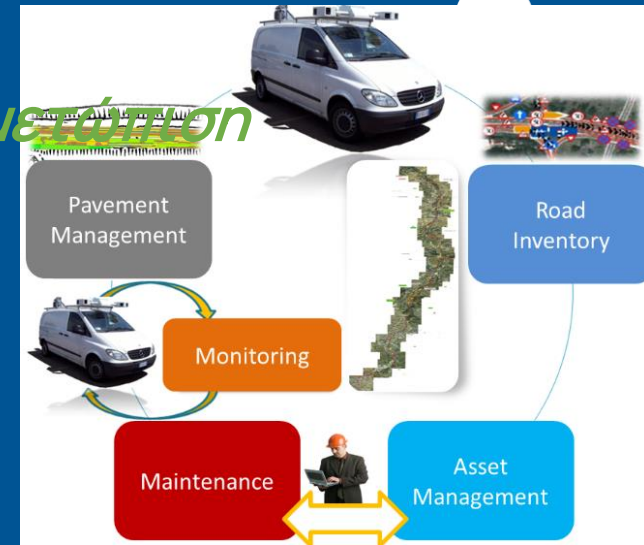 Pavement
Management
Road
Inventory
Monitoring
Maintenance
Asset
Management